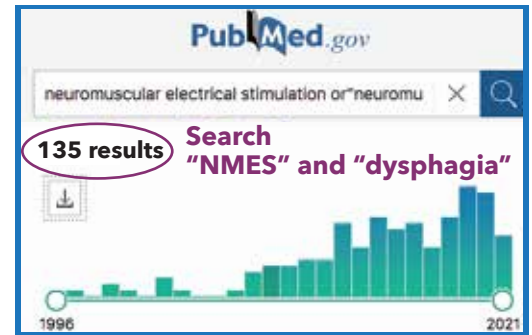 PubMed.gov
neuromuscular electrical stimulation or"neuromu
135 results
Search
"NMES" and "dysphagia"
1996
2021